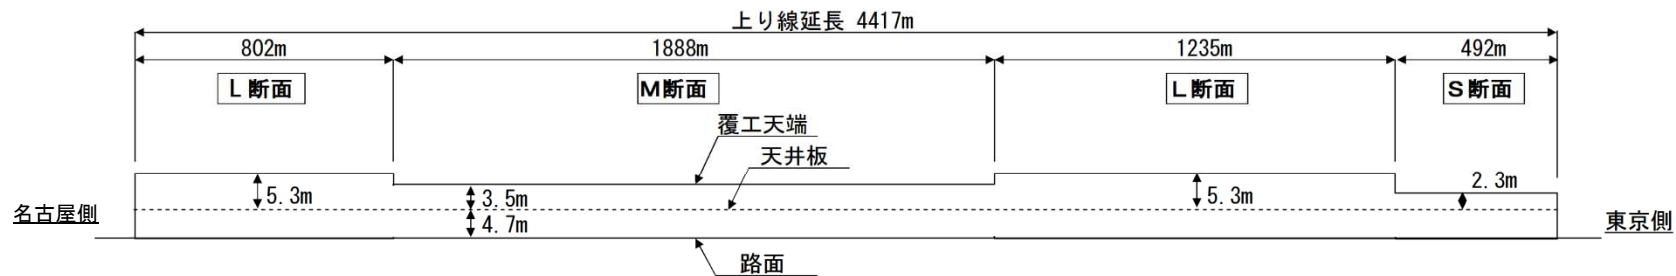 上り線延長 4417m
802m
1888m
1235m
492m
L断面
M断面
L断面
S断面
覆工天端
天井板
5.3m
3.5m
5.3m
2.3m
名古屋側
4.7m
東京側
路面